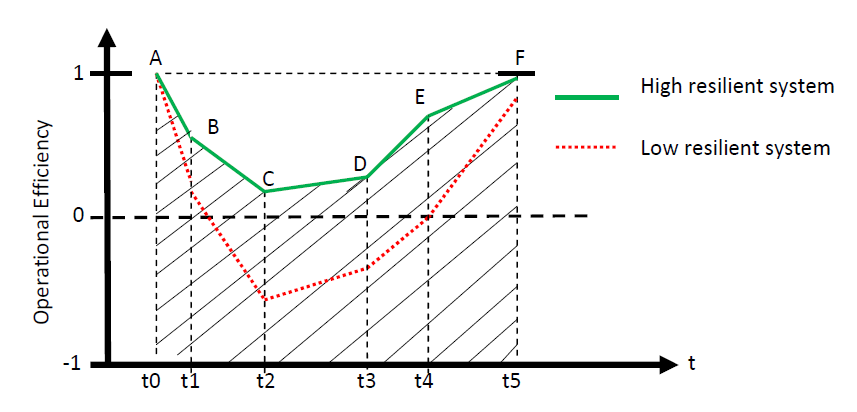 A
F
1
High resilient system
E
B
Low resilient system
D
C
Operational Efficiency
0
-1
t
t0 t1 t2 t3 t4 t5